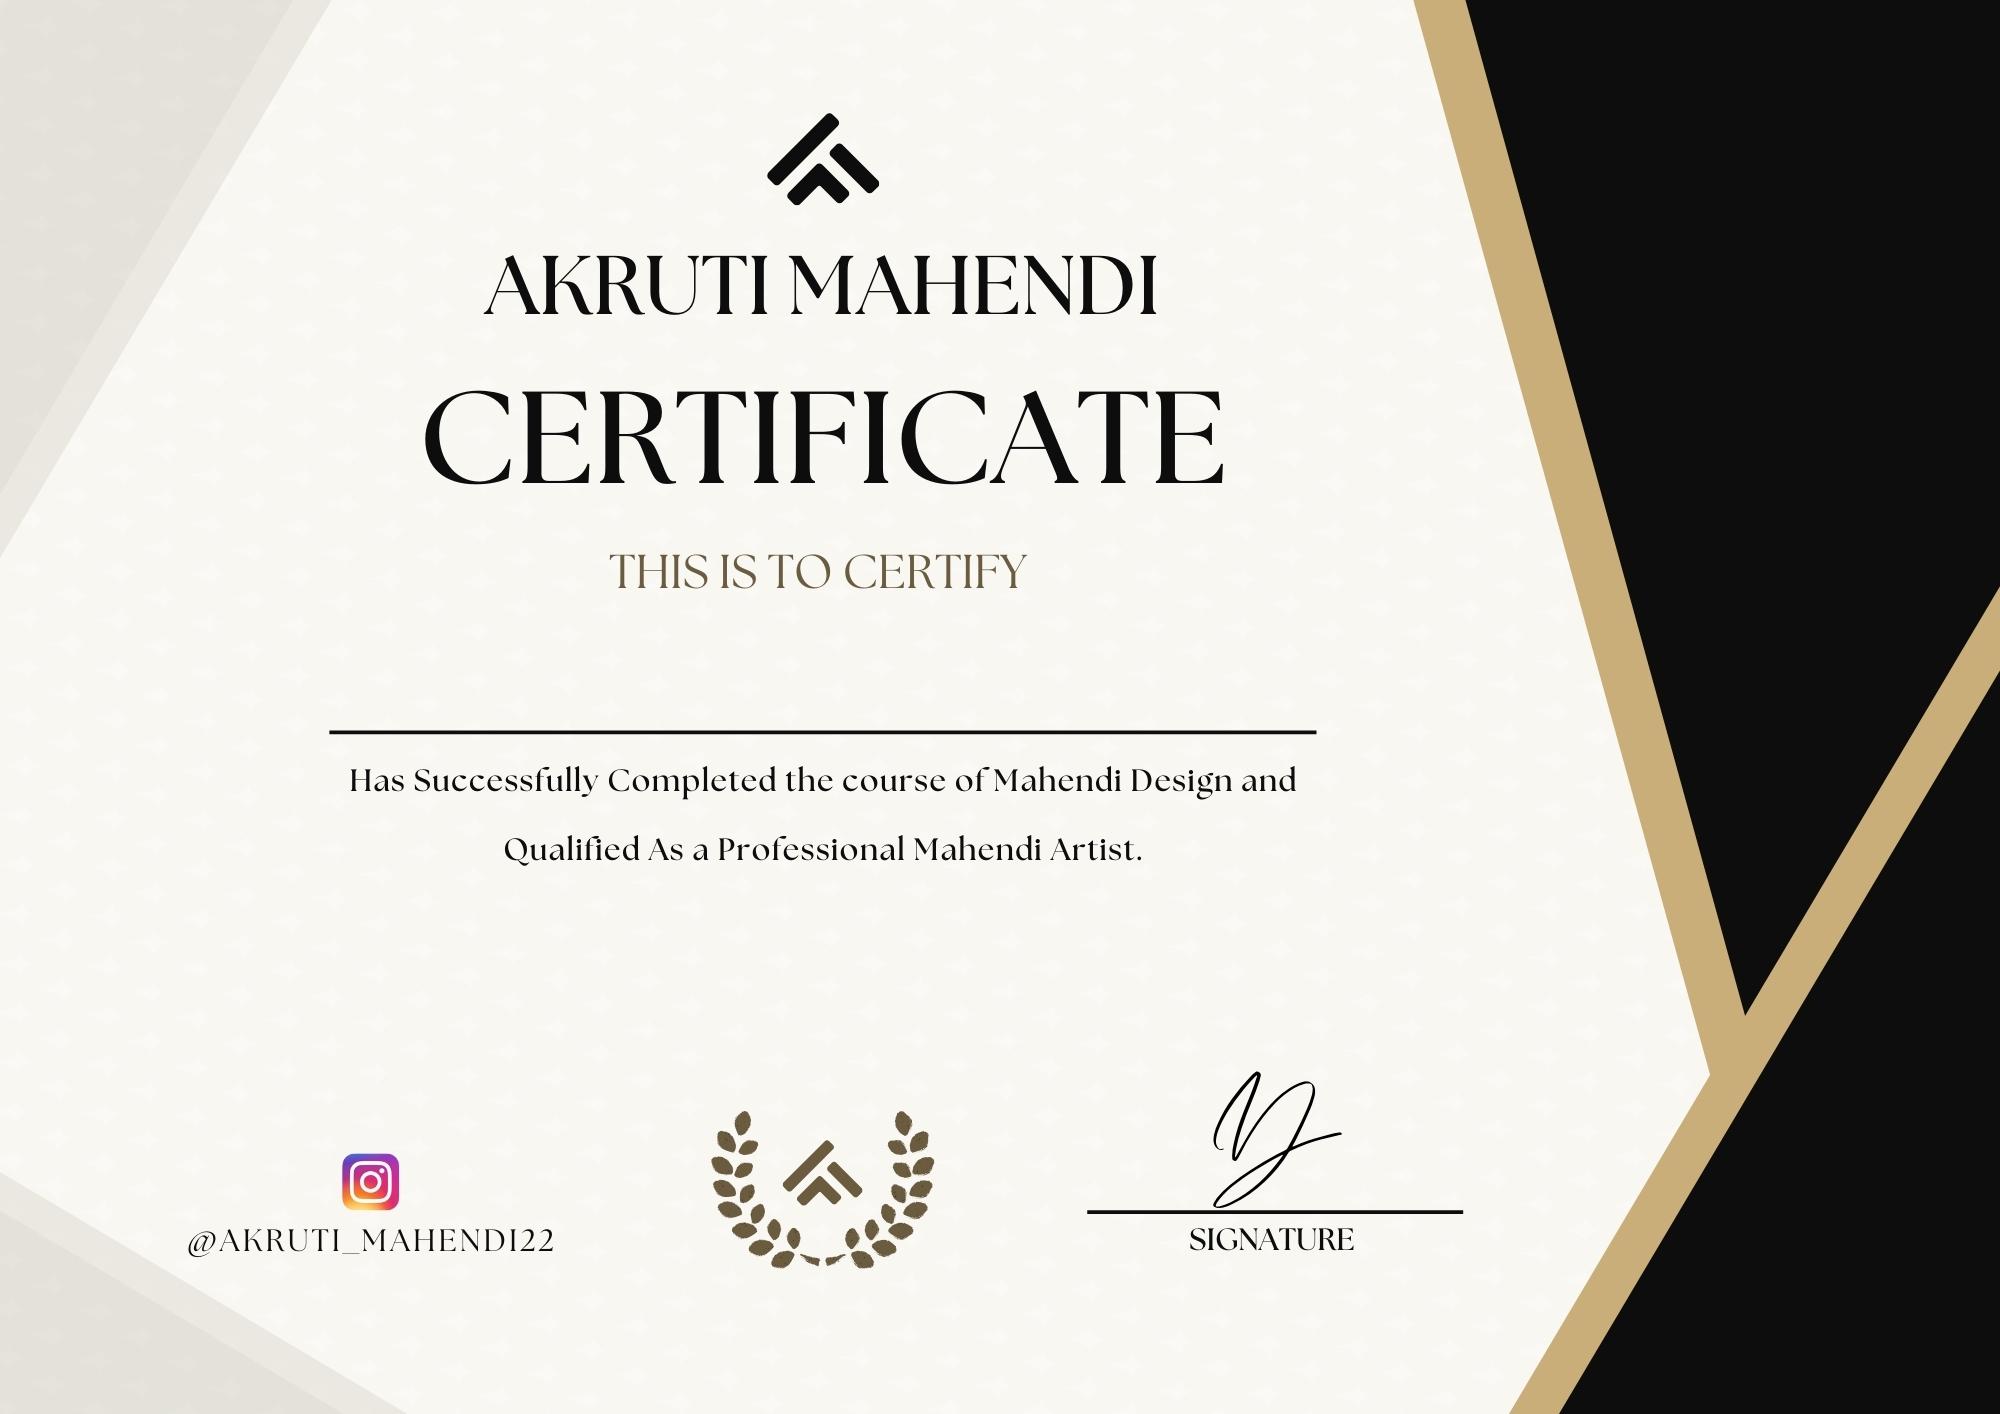 AKRUTI MAHENDI
CERTIFICATE
THIS IS TO CERTIFY
Has Successfully Completed the course of Mahendi Design and
Qualified As a Professional Mahendi Artist.
@AKRUTI_MAHENDI22
SIGNATURE